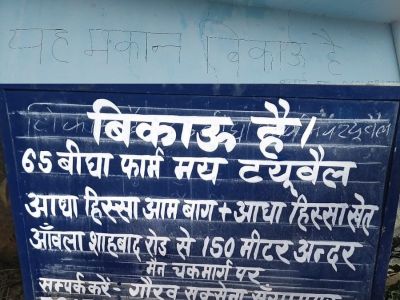 यह मकान बिकाऊ है
बिकाऊ है।
65 बीघा फार्म मय ट्यूवैल
आधा हिस्सा आम बाग + आधा हिस्सा खेत
आँवला शाहबाद रोड से 150 मीटर अन्दर
मैन चकमार्ग पर
सम्पर्क करें - गौरव सक्सेना